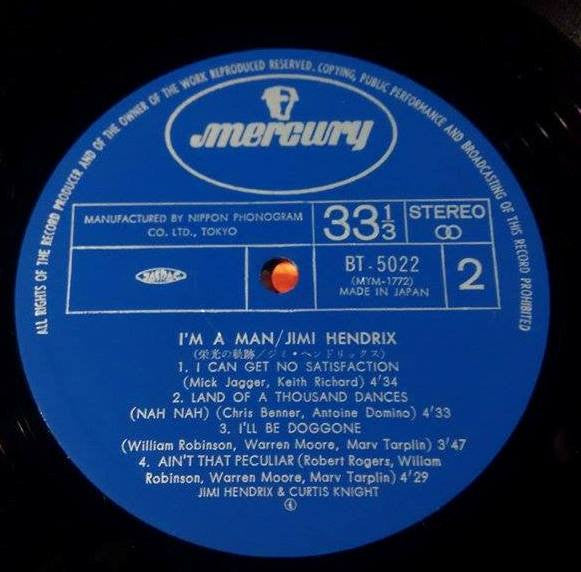 ALL RIGHTS OF THE RECORD PRODUCER AND OF THE OWNER OF THE WORK REPRODUCED RESERVED. COPYING, PUBLIC PERFORMANCE AND BROADCASTING OF THIS RECORD PROHIBITED
mercury
MANUFACTURED BY NIPPON PHONOGRAM
CO. LTD., TOKYO
33 1/3
STEREO
JASRAC
BT-5022
(MYM-1772)
MADE IN JAPAN
2
I'M A MAN/JIMI HENDRIX
(栄光の軌跡/ジミ・ヘンドリックス)
1. I CAN GET NO SATISFACTION
(Mick Jagger, Keith Richard) 4'34
2. LAND OF A THOUSAND DANCES
(NAH NAH) (Chris Benner, Antoine Domino) 4'33
3. I'LL BE DOGGONE
(William Robinson, Warren Moore, Marv Tarplin) 3'47
4. AIN'T THAT PECULIAR (Robert Rogers, Wiliam
Robinson, Warren Moore, Marv Tarplin) 4'29
JIMI HENDRIX & CURTIS KNIGHT
④